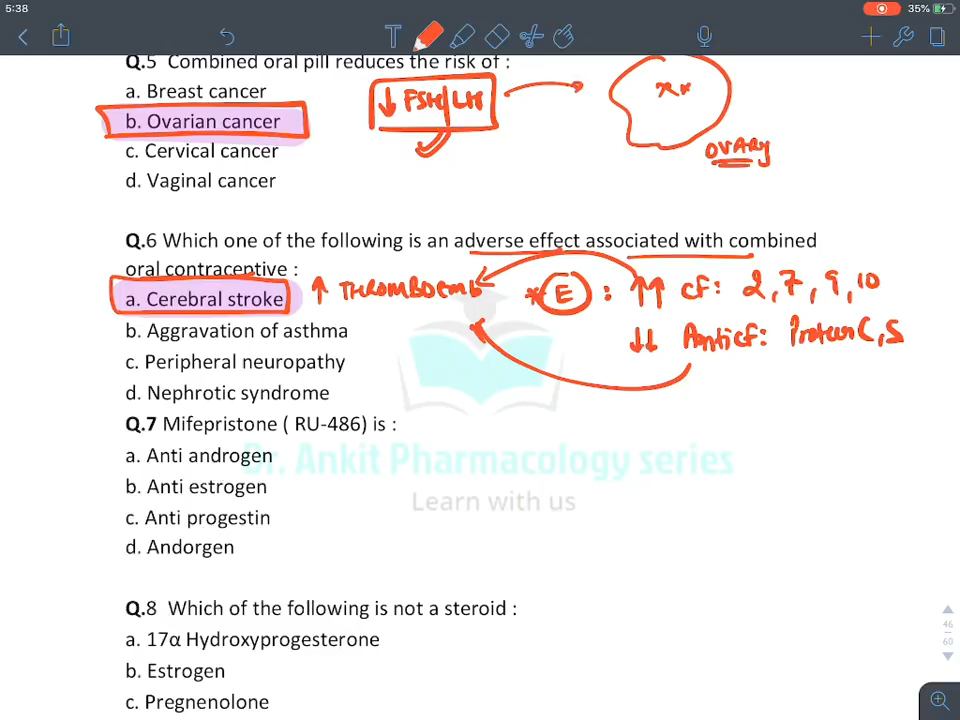 5:38
35%
Q.5 Combined oral pill reduces the risk of :
a. Breast cancer
↓ FSH/LH
b. Ovarian cancer
OVARY
c. Cervical cancer
d. Vaginal cancer
Q.6 Which one of the following is an adverse effect associated with combined
oral contraceptive :
a. Cerebral stroke
↑ THROMBOEMB
* E : ↑↑ CF: 2, 7, 9, 10
↓↓ Anticf: Protein C, S
b. Aggravation of asthma
c. Peripheral neuropathy
d. Nephrotic syndrome
Q.7 Mifepristone ( RU-486) is :
a. Anti androgen
Dr. Ankit Pharmacology series
b. Anti estrogen
Learn with us
c. Anti progestin
d. Andorgen
Q.8 Which of the following is not a steroid :
a. 17α Hydroxyprogesterone
b. Estrogen
c. Pregnenolone
46
60